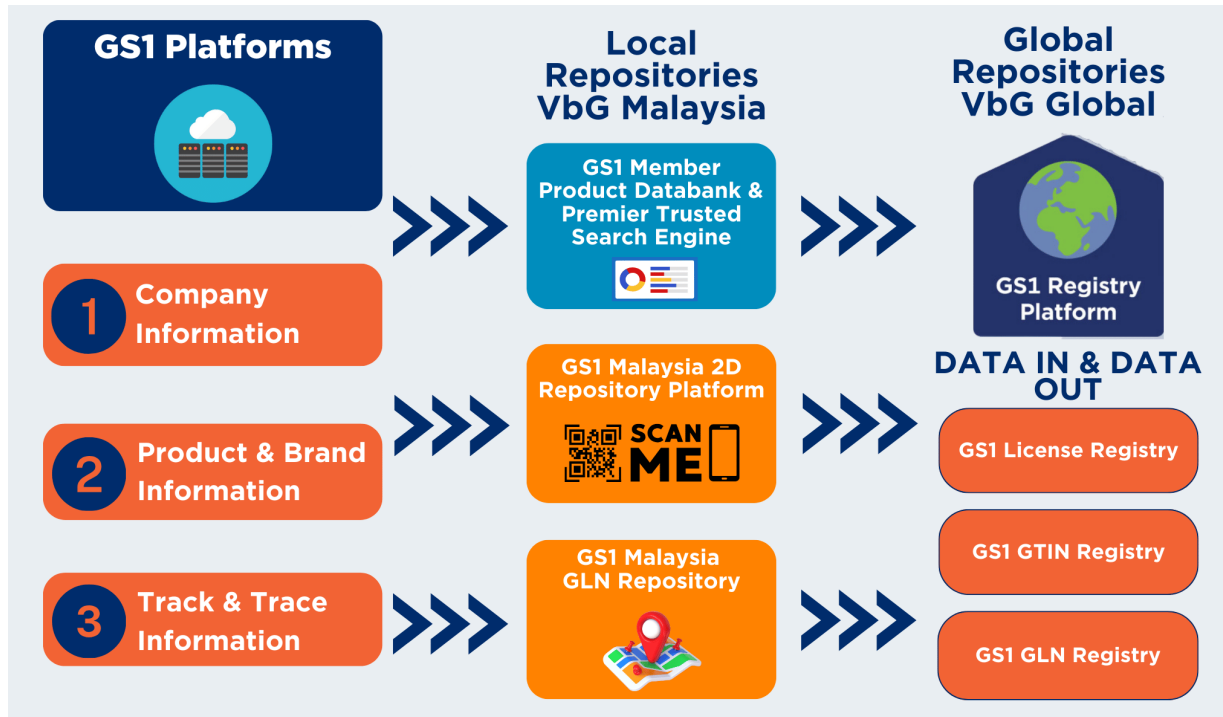 GS1 Platforms
1
Company
Information
2
Product & Brand
Information
3
Track & Trace
Information
Local
Repositories
VbG Malaysia
GS1 Member
Product Databank &
Premier Trusted
Search Engine
GS1 Malaysia 2D
Repository Platform
SCAN
ME
GS1 Malaysia
GLN Repository
Global
Repositories
VbG Global
GS1 Registry
Platform
DATA IN & DATA
OUT
GS1 License Registry
GS1 GTIN Registry
GS1 GLN Registry